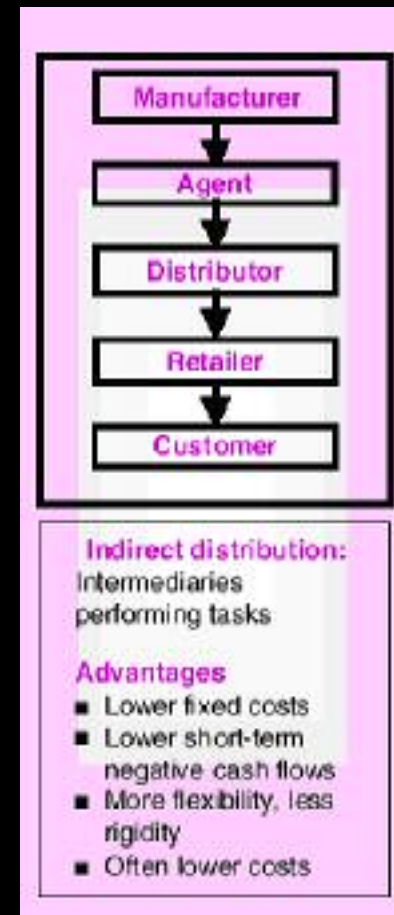 Manufacturer
Agent
Distributor
Retailer
Customer
Indirect distribution:
Intermediaries
performing tasks
Advantages
■ Lower fixed costs
■ Lower short-term
negative cash flows
■ More flexibility, less
rigidity
■ Often lower costs